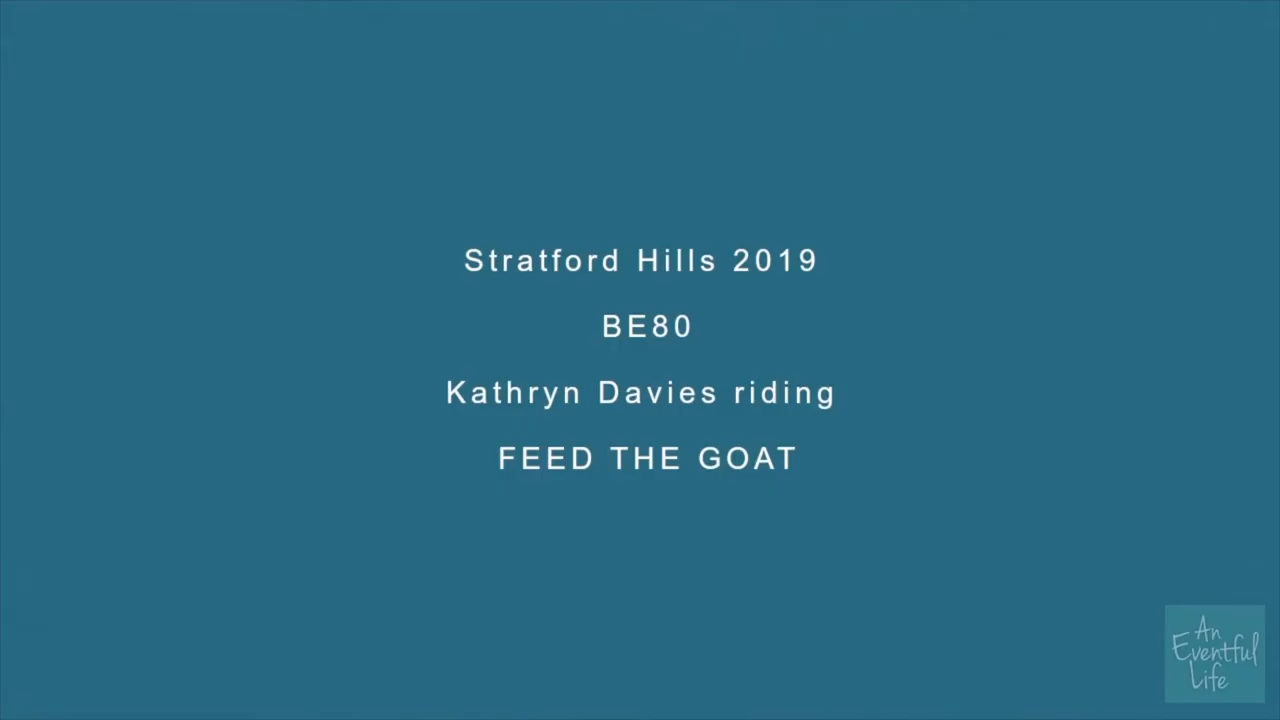 Stratford Hills 2019
BE80
Kathryn Davies riding
FEED THE GOAT
An
Eventful
Life